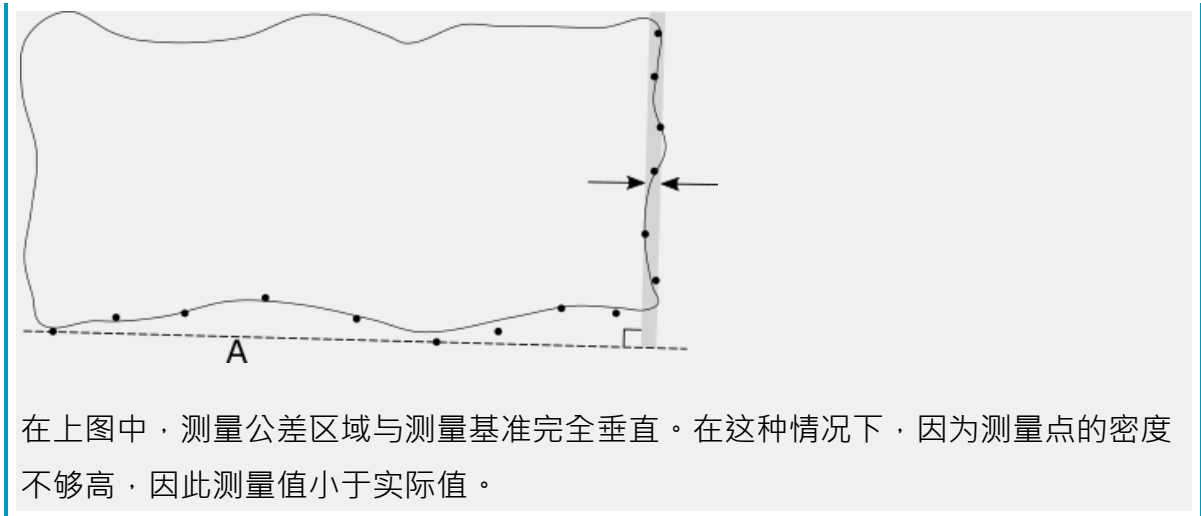 A
在上图中，测量公差区域与测量基准完全垂直。在这种情况下，因为测量点的密度
不够高，因此测量值小于实际值。